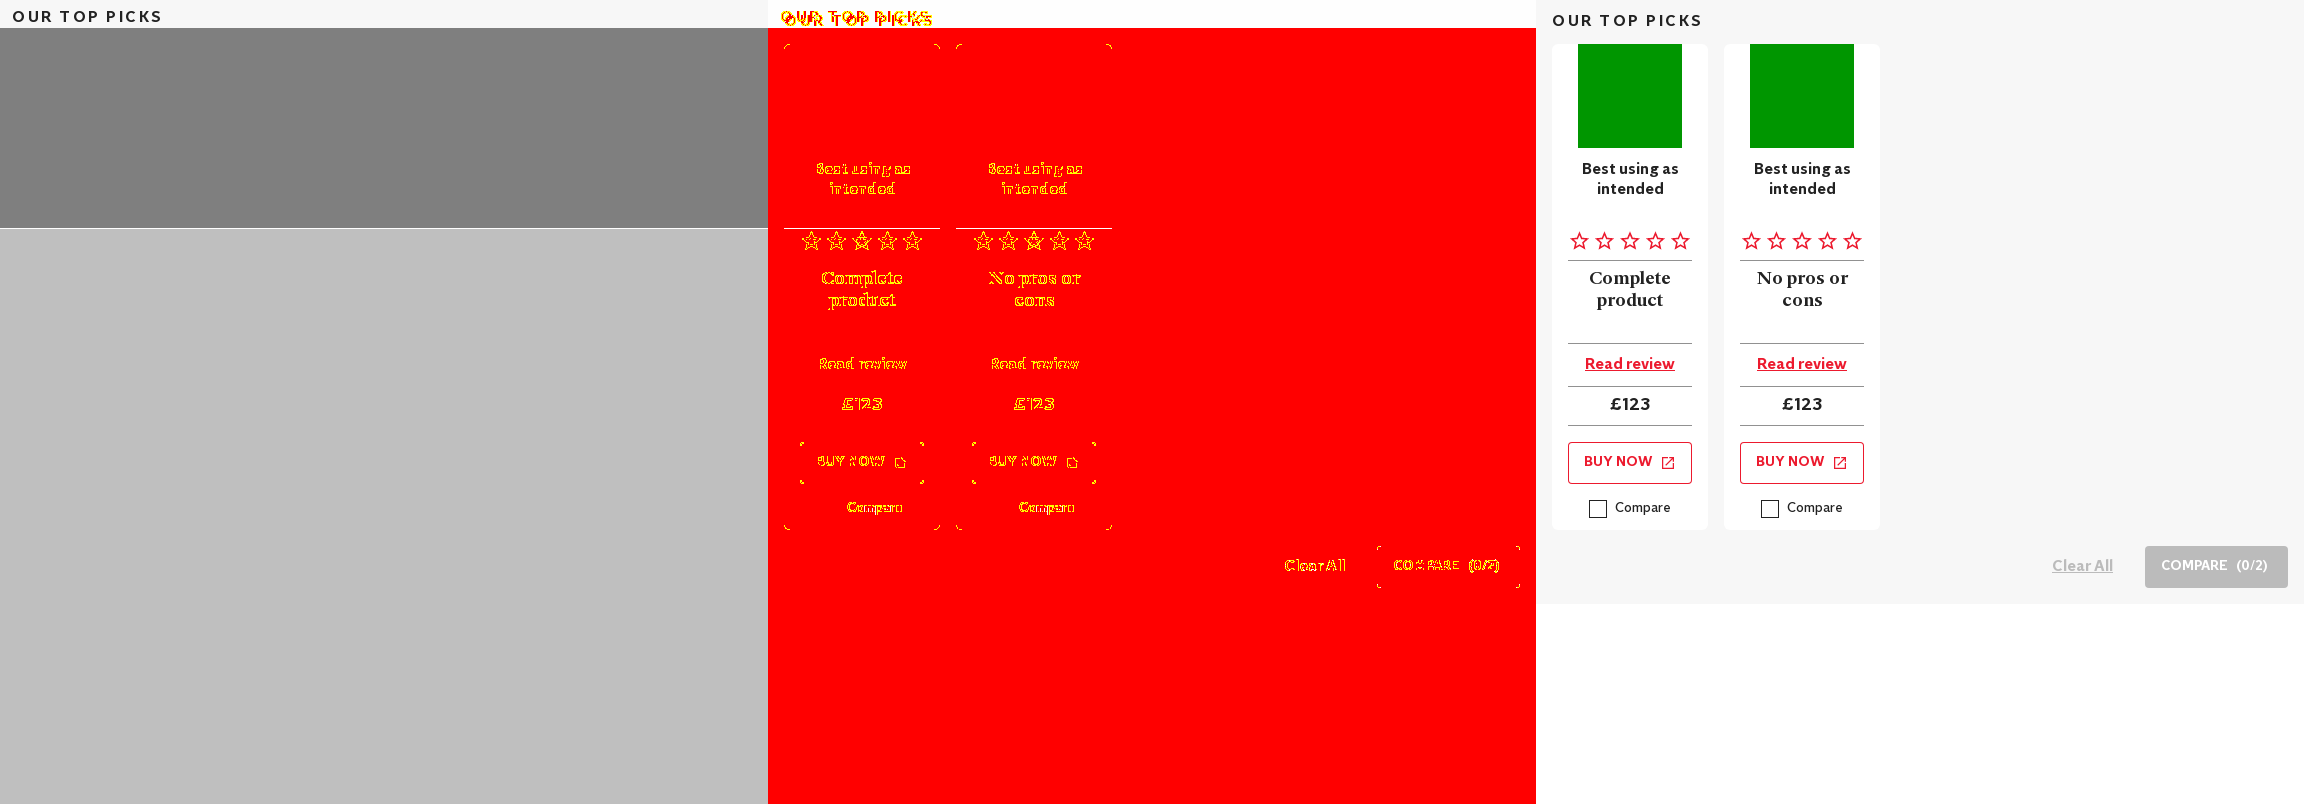 OUR TOP PICKS
OUR TOP PICKS
OUR TOP PICKS
Best using as
intended
Best using as
intended
Complete
product
No pros or
cons
Read review
Read review
£123
£123
BUY NOW
BUY NOW
Compare
Compare
Clear All
COMPARE (0/2)
OUR TOP PICKS
Best using as
intended
Best using as
intended
Complete
product
No pros or
cons
Read review
Read review
£123
£123
BUY NOW
BUY NOW
Compare
Compare
Clear All
COMPARE (0/2)